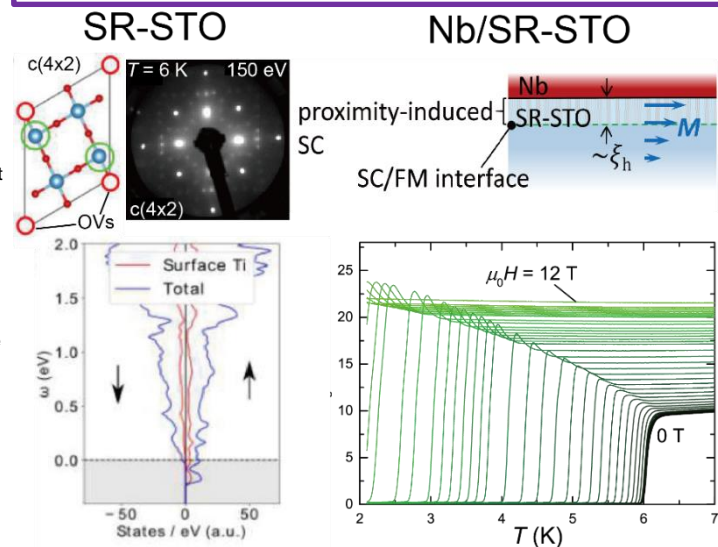 SR-STO
Nb/SR-STO
c(4x2)
T = 6 K
150 eV
c(4x2)
OVs
Nb
proximity-induced
SR-STO
M
SC
~ξh
SC/FM interface
2.0
Surface Ti
Total
1.5
1.0
0.5
0.0
ω (eV)
−50
0
50
States / eV (a.u.)
25
μ0H = 12 T
20
15
10
0 T
5
0
2
3
4
5
6
7
T (K)